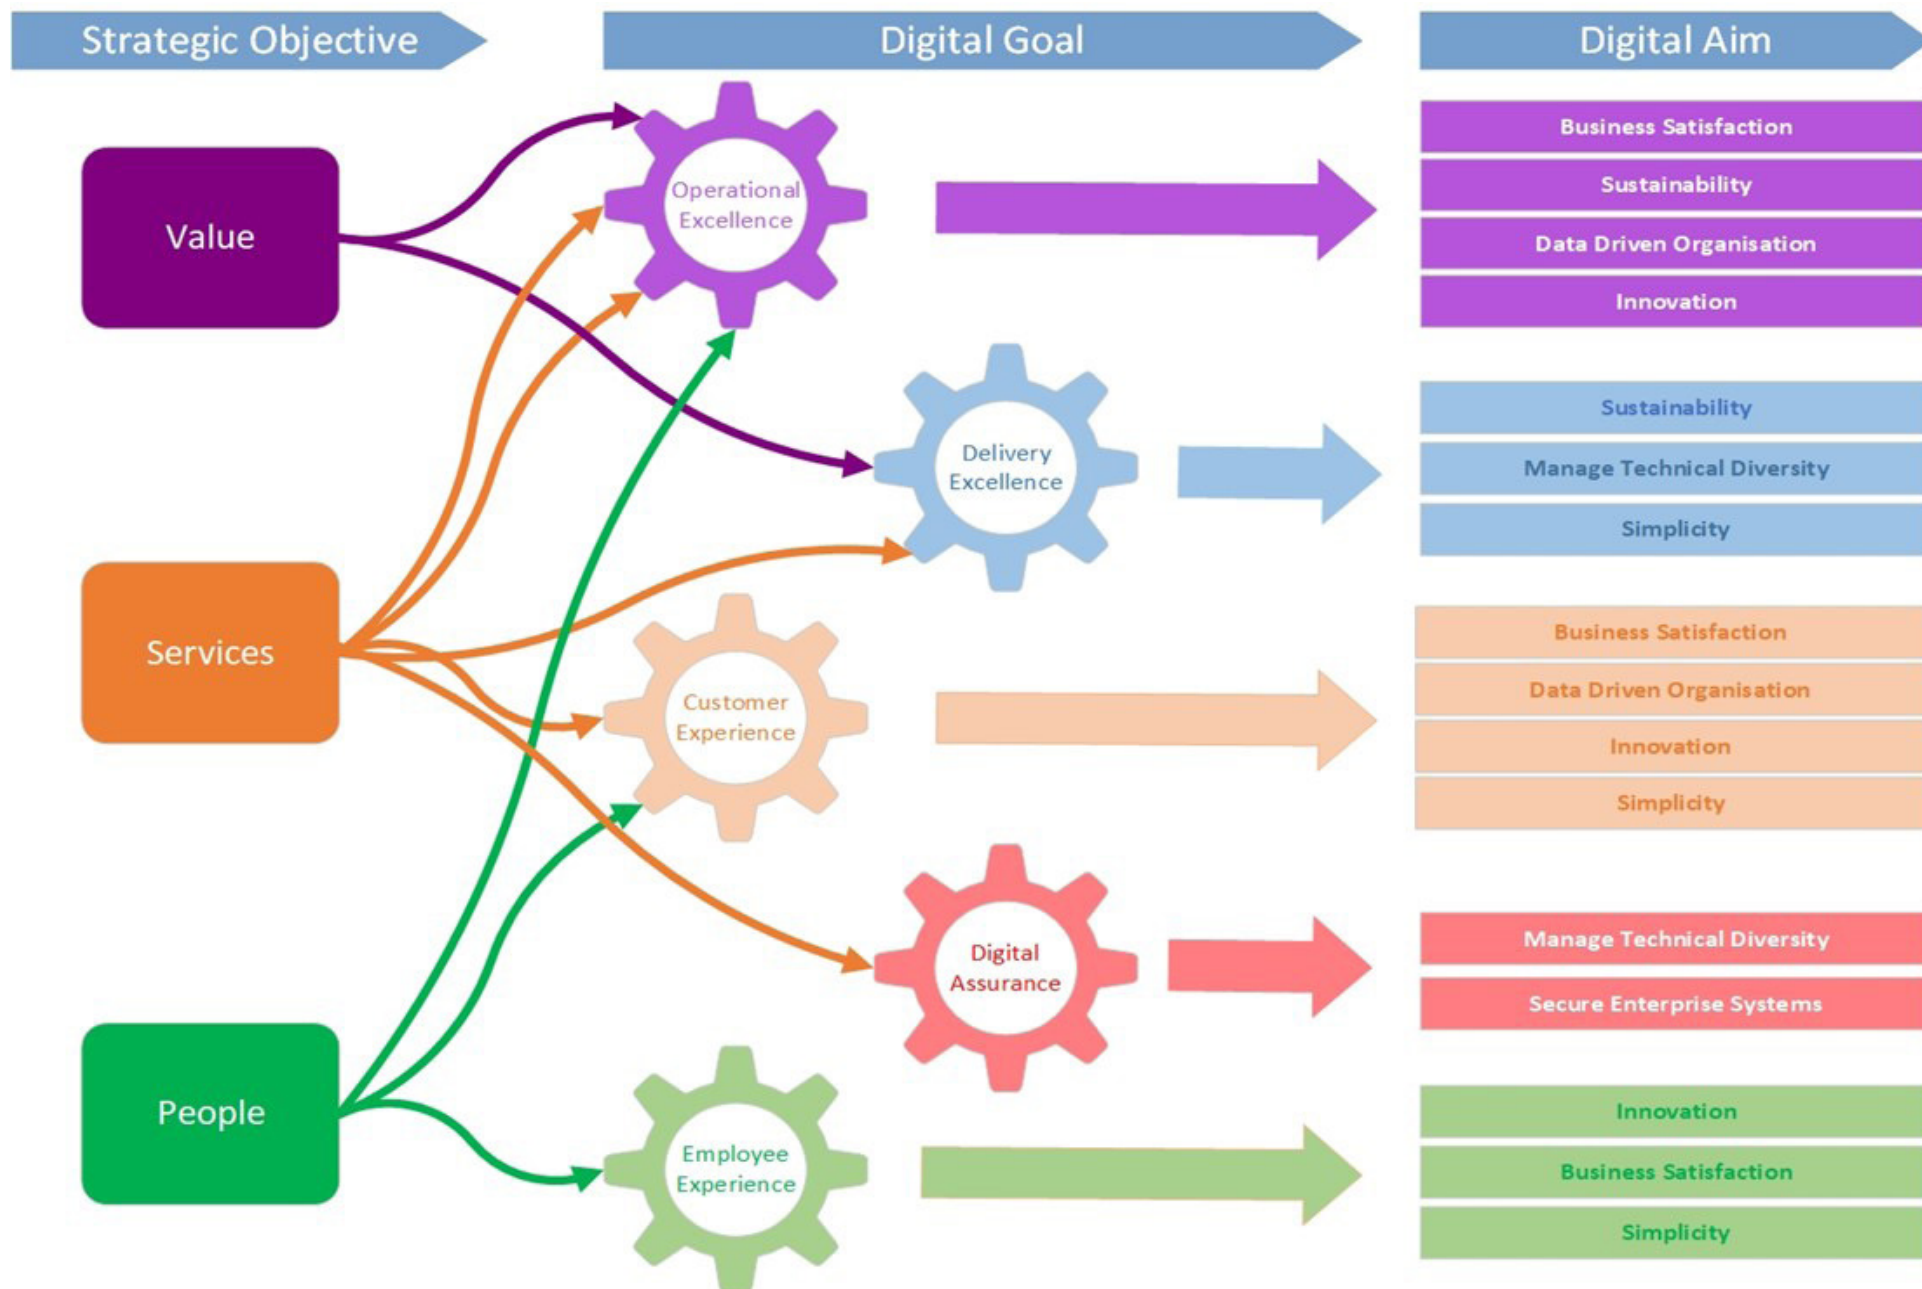 Strategic Objective
Digital Goal
Digital Aim
Value
Services
People
Operational
Excellence
Delivery
Excellence
Customer
Experience
Digital
Assurance
Employee
Experience
Business Satisfaction
Sustainability
Data Driven Organisation
Innovation
Sustainability
Manage Technical Diversity
Simplicity
Business Satisfaction
Data Driven Organisation
Innovation
Simplicity
Manage Technical Diversity
Secure Enterprise Systems
Innovation
Business Satisfaction
Simplicity